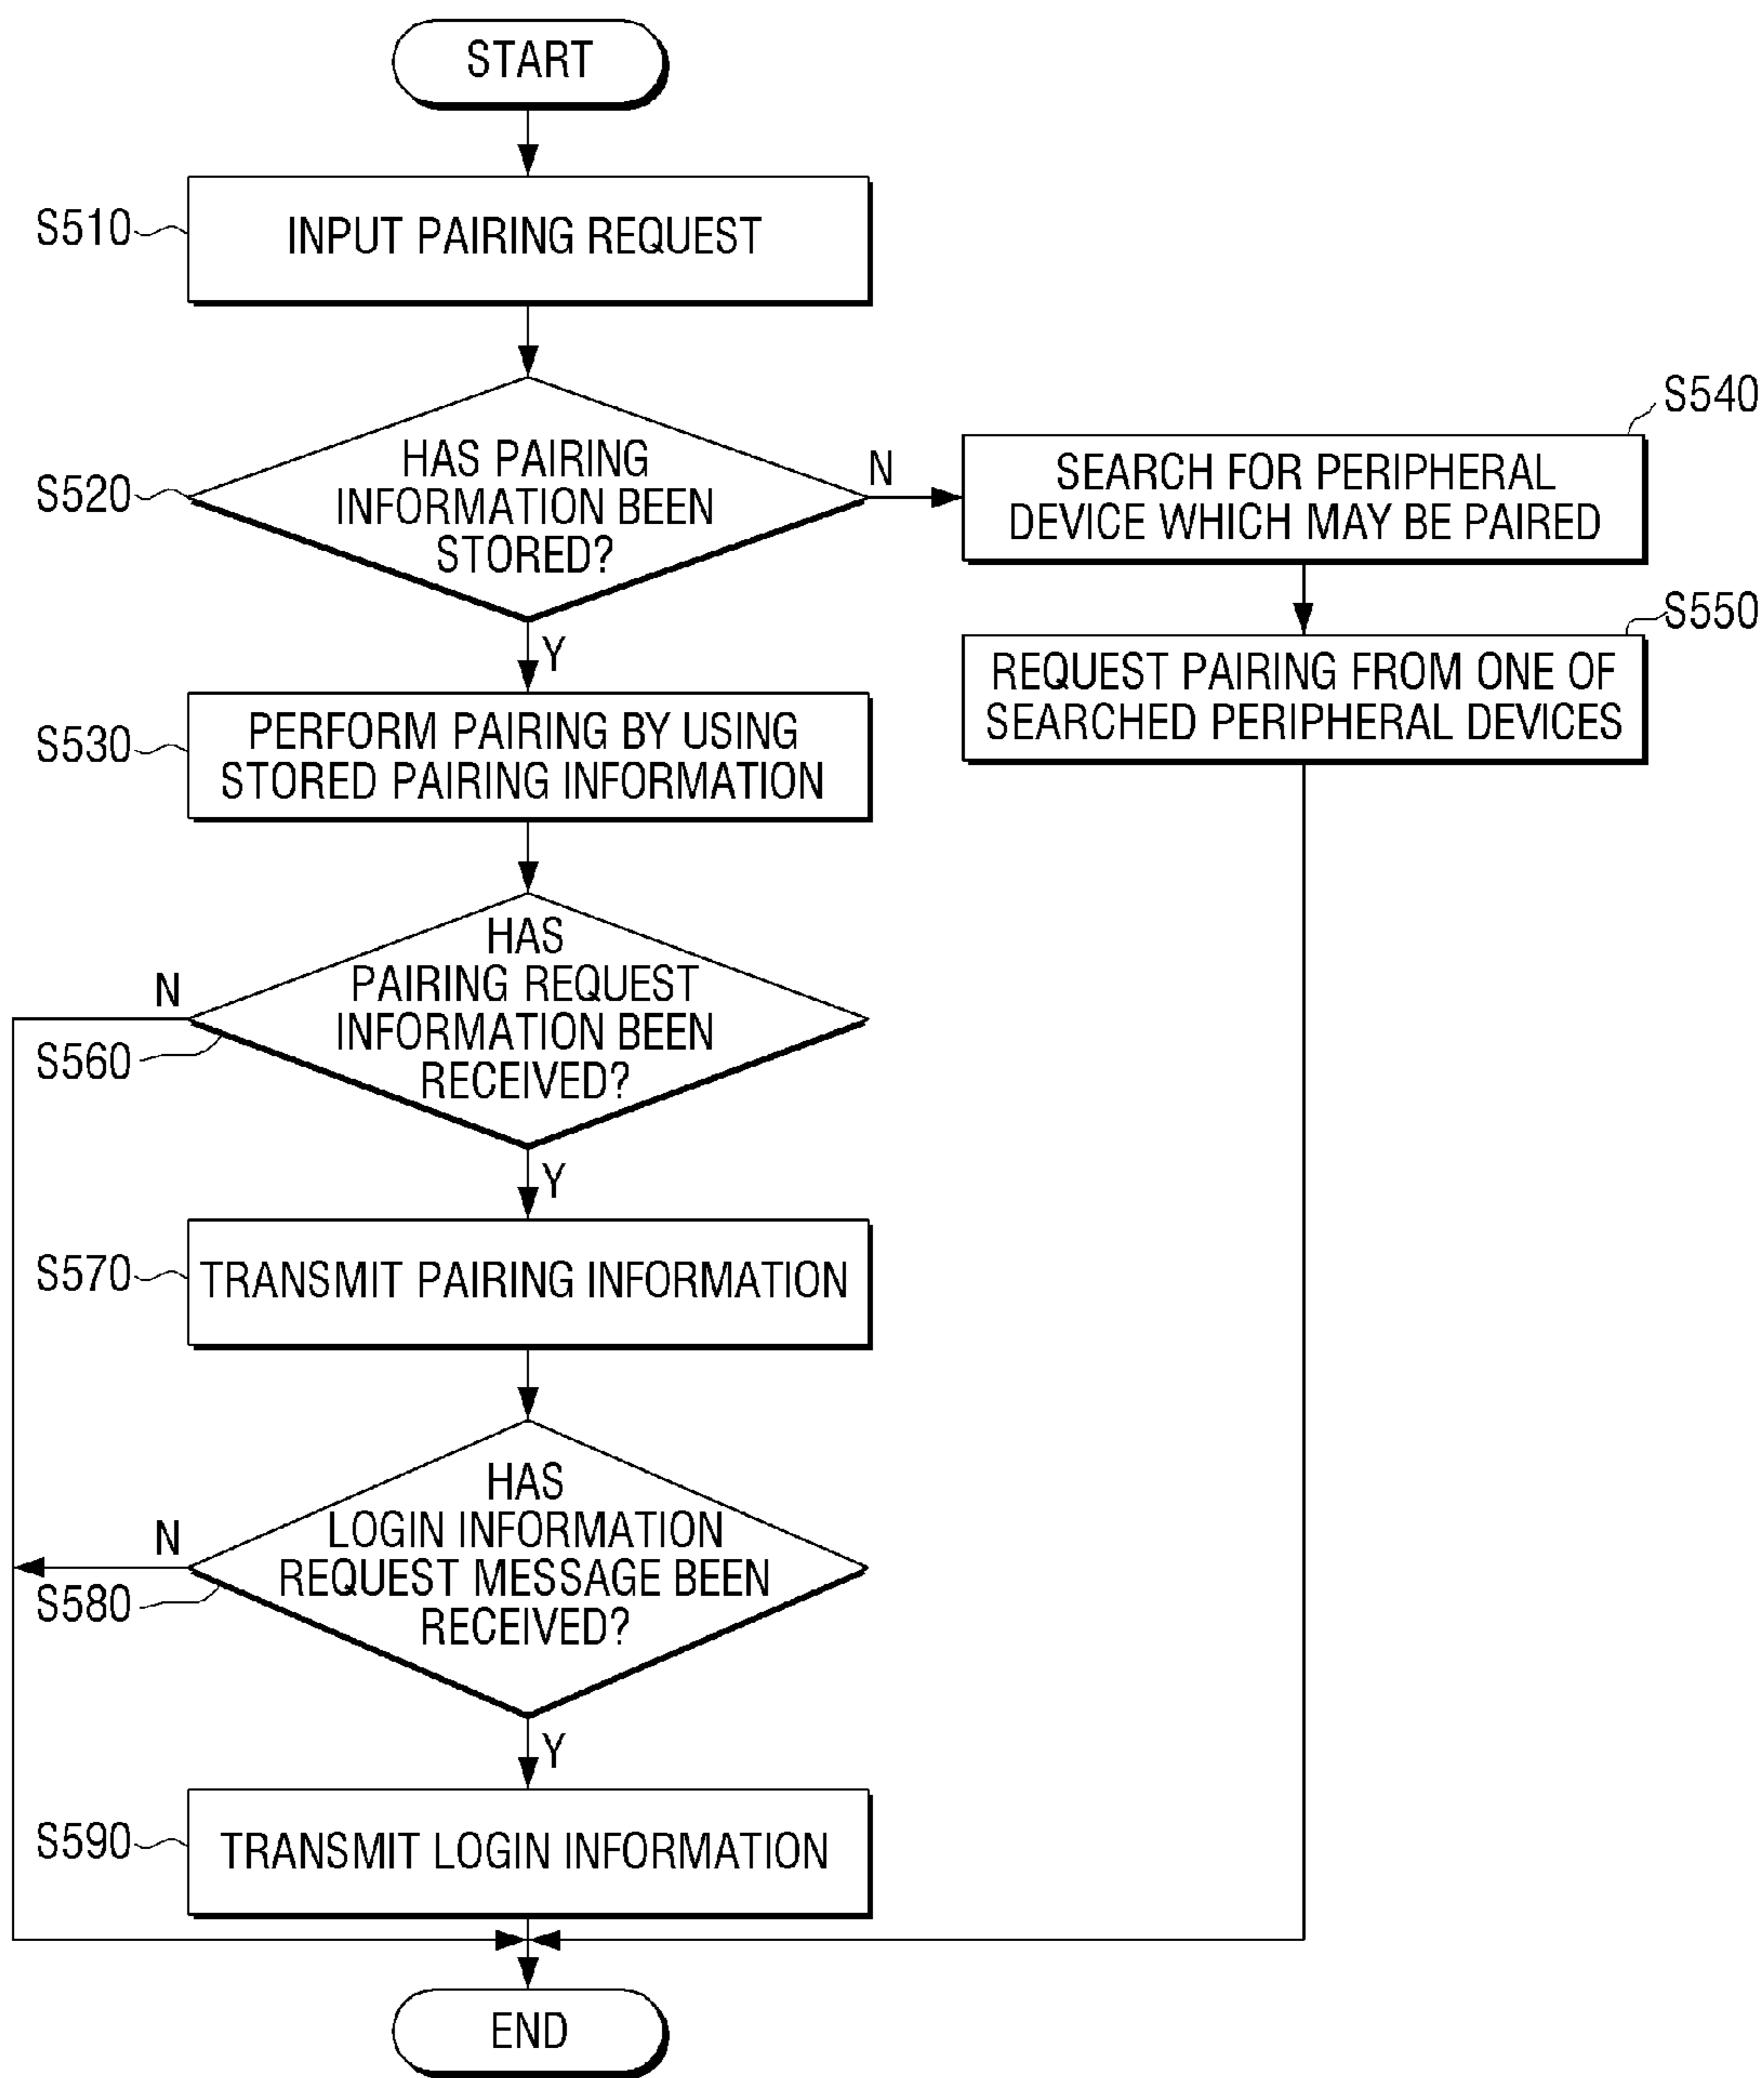 START
S510
INPUT PAIRING REQUEST
S520
HAS PAIRING
INFORMATION BEEN
STORED?
N
Y
S540
SEARCH FOR PERIPHERAL
DEVICE WHICH MAY BE PAIRED
S550
REQUEST PAIRING FROM ONE OF
SEARCHED PERIPHERAL DEVICES
S530
PERFORM PAIRING BY USING
STORED PAIRING INFORMATION
S560
HAS
PAIRING REQUEST
INFORMATION BEEN
RECEIVED?
N
Y
S570
TRANSMIT PAIRING INFORMATION
S580
HAS
LOGIN INFORMATION
REQUEST MESSAGE BEEN
RECEIVED?
N
Y
S590
TRANSMIT LOGIN INFORMATION
END